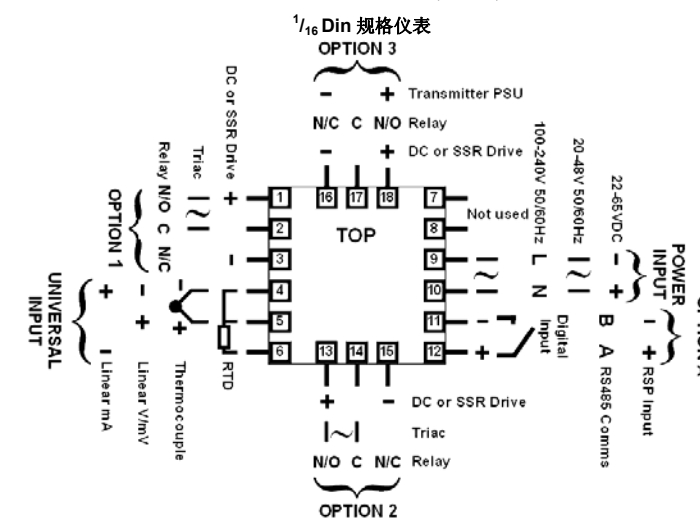 1/16 Din 规格仪表
OPTION 3
− + Transmitter PSU
N/C C N/O Relay
− + DC or SSR Drive
16 17 18
TOP
1
2
3
4
5
6
7
8
9
10
11
12
13 14 15
Not used
DC or SSR Drive + −
Triac
Relay N/O C N/C
OPTION 1
UNIVERSAL INPUT
+ − Linear mA
− + Linear V/mV
− + Thermocouple
RTD
100-240V 50/60Hz L N
20-48V 50/60Hz
22-65VDC − +
POWER INPUT
− +
Digital Input
B A RS485 Comms
− + RSP Input
+ − DC or SSR Drive
Triac
N/O C N/C Relay
OPTION 2